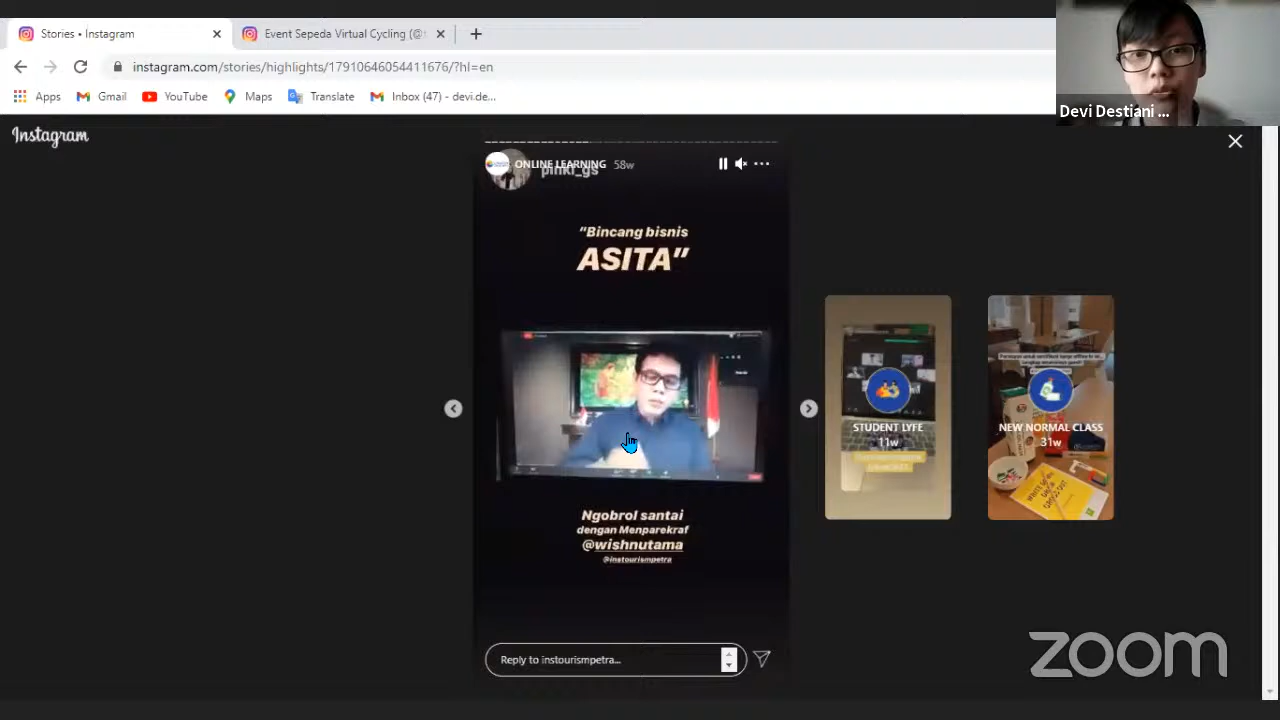 Stories • Instagram
Event Sepeda Virtual Cycling (@
instagram.com/stories/highlights/17910646054411676/?hl=en
Apps
Gmail
YouTube
Maps
Translate
Inbox (47) - devi.de...
Devi Destiani ...
Instagram
ONLINE LEARNING 58w
pinki_gs
"Bincang bisnis
ASITA"
Ngobrol santai
dengan Menparekraf
@wishnutama
@instourismpetra
Reply to instourismpetra...
STUDENT LYFE
11w
NEW NORMAL CLASS
31w
zoom